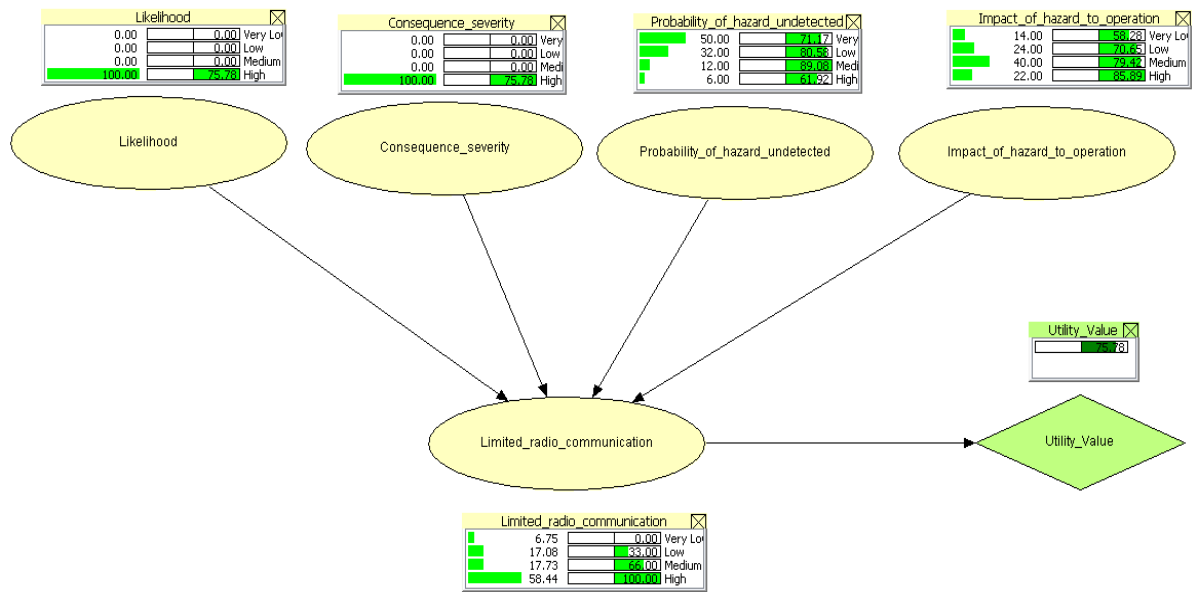 Likelihood
0.00 0.00 Very Lo
0.00 0.00 Low
0.00 0.00 Medium
100.00 75.78 High
Consequence_severity
0.00 0.00 Very
0.00 0.00 Low
0.00 0.00 Medi
100.00 75.78 High
Probability_of_hazard_undetected
50.00 71.17 Very
32.00 80.58 Low
12.00 89.08 Medi
6.00 61.92 High
Impact_of_hazard_to_operation
14.00 58.28 Very Lo
24.00 70.65 Low
40.00 79.42 Medium
22.00 85.89 High
Likelihood
Consequence_severity
Probability_of_hazard_undetected
Impact_of_hazard_to_operation
Utility_Value
75.78
Limited_radio_communication
Utility_Value
Limited_radio_communication
6.75 0.00 Very Lo
17.08 33.00 Low
17.73 66.00 Medium
58.44 100.00 High